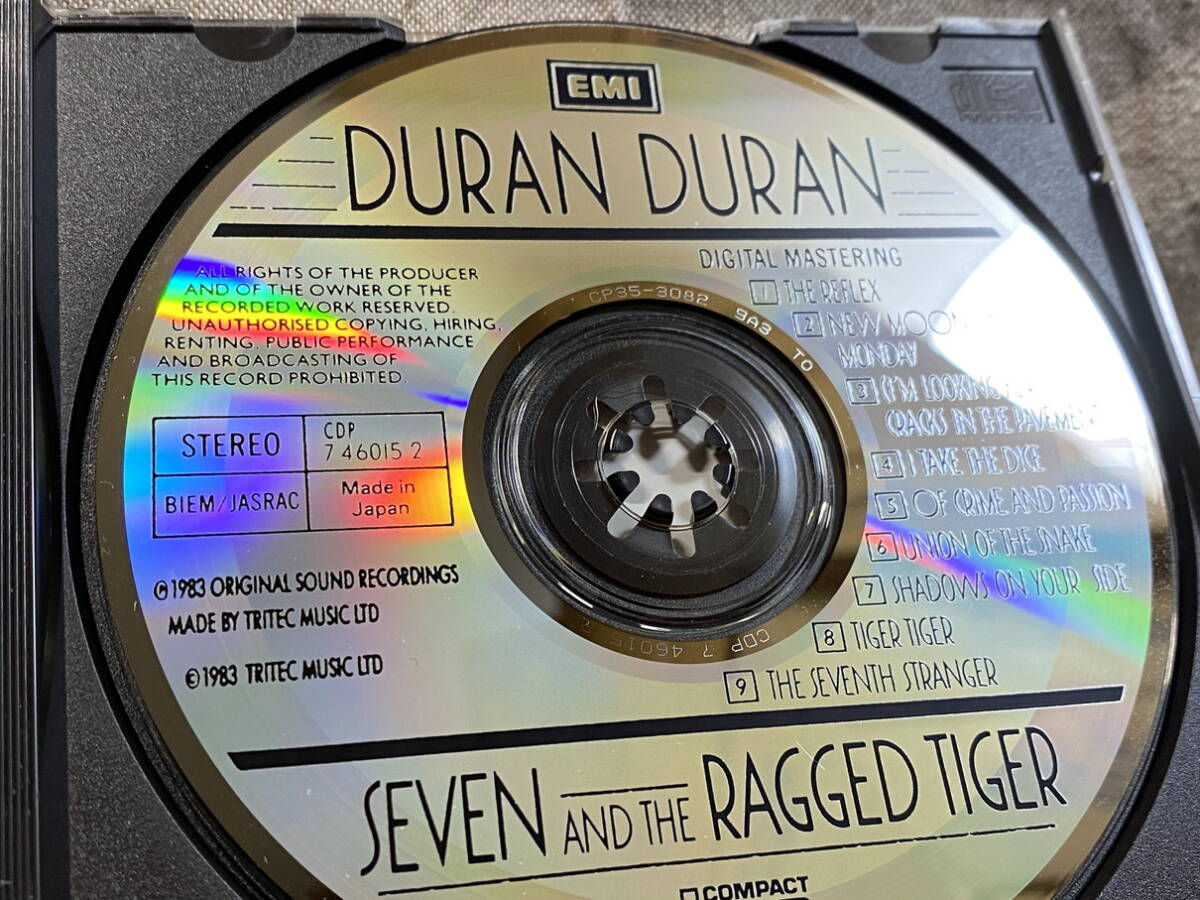 EMI
DURAN DURAN
DIGITAL MASTERING
1 THE REFLEX
2 NEW MOON
MONDAY
3 (I'M LOOKING
CRACKS IN THE PAVEMENT
4 I TAKE THE DICE
5 OF CRIME AND PASSION
6 UNION OF THE SNAKE
7 SHADOWS ON YOUR SIDE
8 TIGER TIGER
9 THE SEVENTH STRANGER
ALL RIGHTS OF THE PRODUCER
AND OF THE OWNER OF THE
RECORDED WORK RESERVED.
UNAUTHORISED COPYING, HIRING,
RENTING, PUBLIC PERFORMANCE
AND BROADCASTING OF
THIS RECORD PROHIBITED.
STEREO
CDP
7 46015 2
BIEM/JASRAC
Made in
Japan
℗1983 ORIGINAL SOUND RECORDINGS
MADE BY TRITEC MUSIC LTD
©1983 TRITEC MUSIC LTD
CP35-3082 9A3 TO
CDP 7 46015 2
SEVEN AND THE RAGGED TIGER
COMPACT